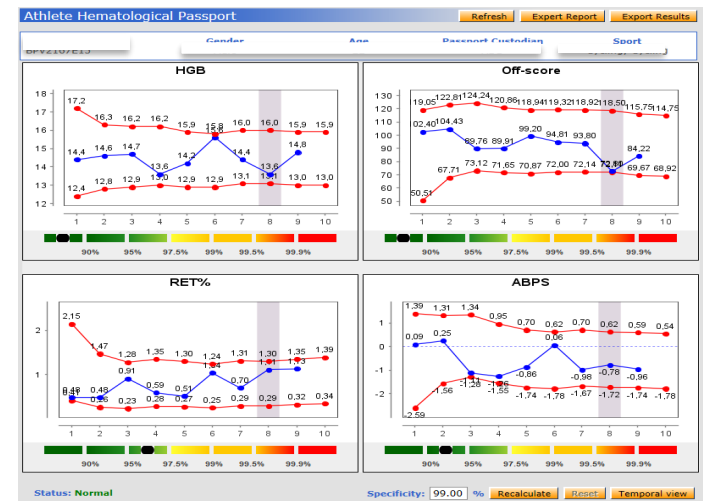 Athlete Hematological Passport
Refresh Expert Report Export Results
Gender Age Passport Custodian Sport
HGB
18
17
16
15
14
13
12
17,2 16,3 16,2 16,2 15,9 15,8 16,0 16,0 15,9 15,9
14,4 14,6 14,7 13,6 14,2 15,6 14,4 13,6 14,8
12,4 12,8 12,9 13,0 12,9 12,9 13,1 13,1 13,0 13,0
1 2 3 4 5 6 7 8 9 10
90% 95% 97.5% 99% 99.5% 99.9%
Off-score
130
120
110
100
90
80
70
60
50
119,05 122,81 124,24 120,86 118,94 119,32 118,92 118,50 115,75 114,75
102,40 104,43 89,76 89,91 99,20 94,81 93,80 84,22
50,51 67,71 73,12 71,65 70,87 72,00 72,14 69,67 68,92
1 2 3 4 5 6 7 8 9 10
90% 95% 97.5% 99% 99.5% 99.9%
RET%
2
1
2,15 1,47 1,28 1,35 1,30 1,24 1,31 1,30 1,35 1,39
0,48 0,48 0,91 0,59 0,51 0,70 1,13
0,41 0,26 0,23 0,28 0,27 0,25 0,29 0,29 0,32 0,34
1 2 3 4 5 6 7 8 9 10
90% 95% 97.5% 99% 99.5% 99.9%
ABPS
1
0
-1
-2
1,39 1,31 1,34 0,95 0,70 0,62 0,70 0,62 0,59 0,54
0,09 0,25 -0,86 0,06 -0,98 -0,78 -0,96
-2,59 -1,56 -1,28 -1,55 -1,74 -1,78 -1,67 -1,72 -1,74 -1,78
1 2 3 4 5 6 7 8 9 10
90% 95% 97.5% 99% 99.5% 99.9%
Status: Normal
Specificity: 99.00 % Recalculate Reset Temporal view